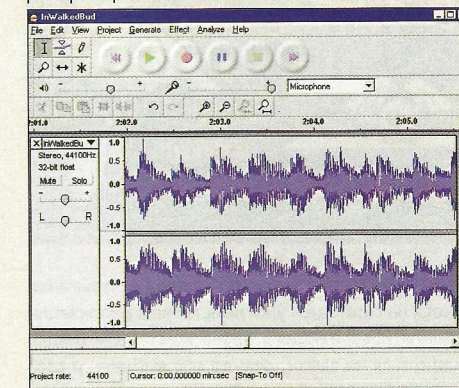 InWalkedBud
File Edit View Project Generate Effect Analyze Help
Microphone
2:01.0 2:02.0 2:03.0 2:04.0 2:05.0
InWalkedBu
Stereo, 44100Hz
32-bit float
Mute Solo
- +
L R
1.0
0.5
0.0
-0.5
-1.0
1.0
0.5
0.0
-0.5
-1.0
Project rate: 44100 Cursor: 0:00.000000 min:sec [Snap-To Off]